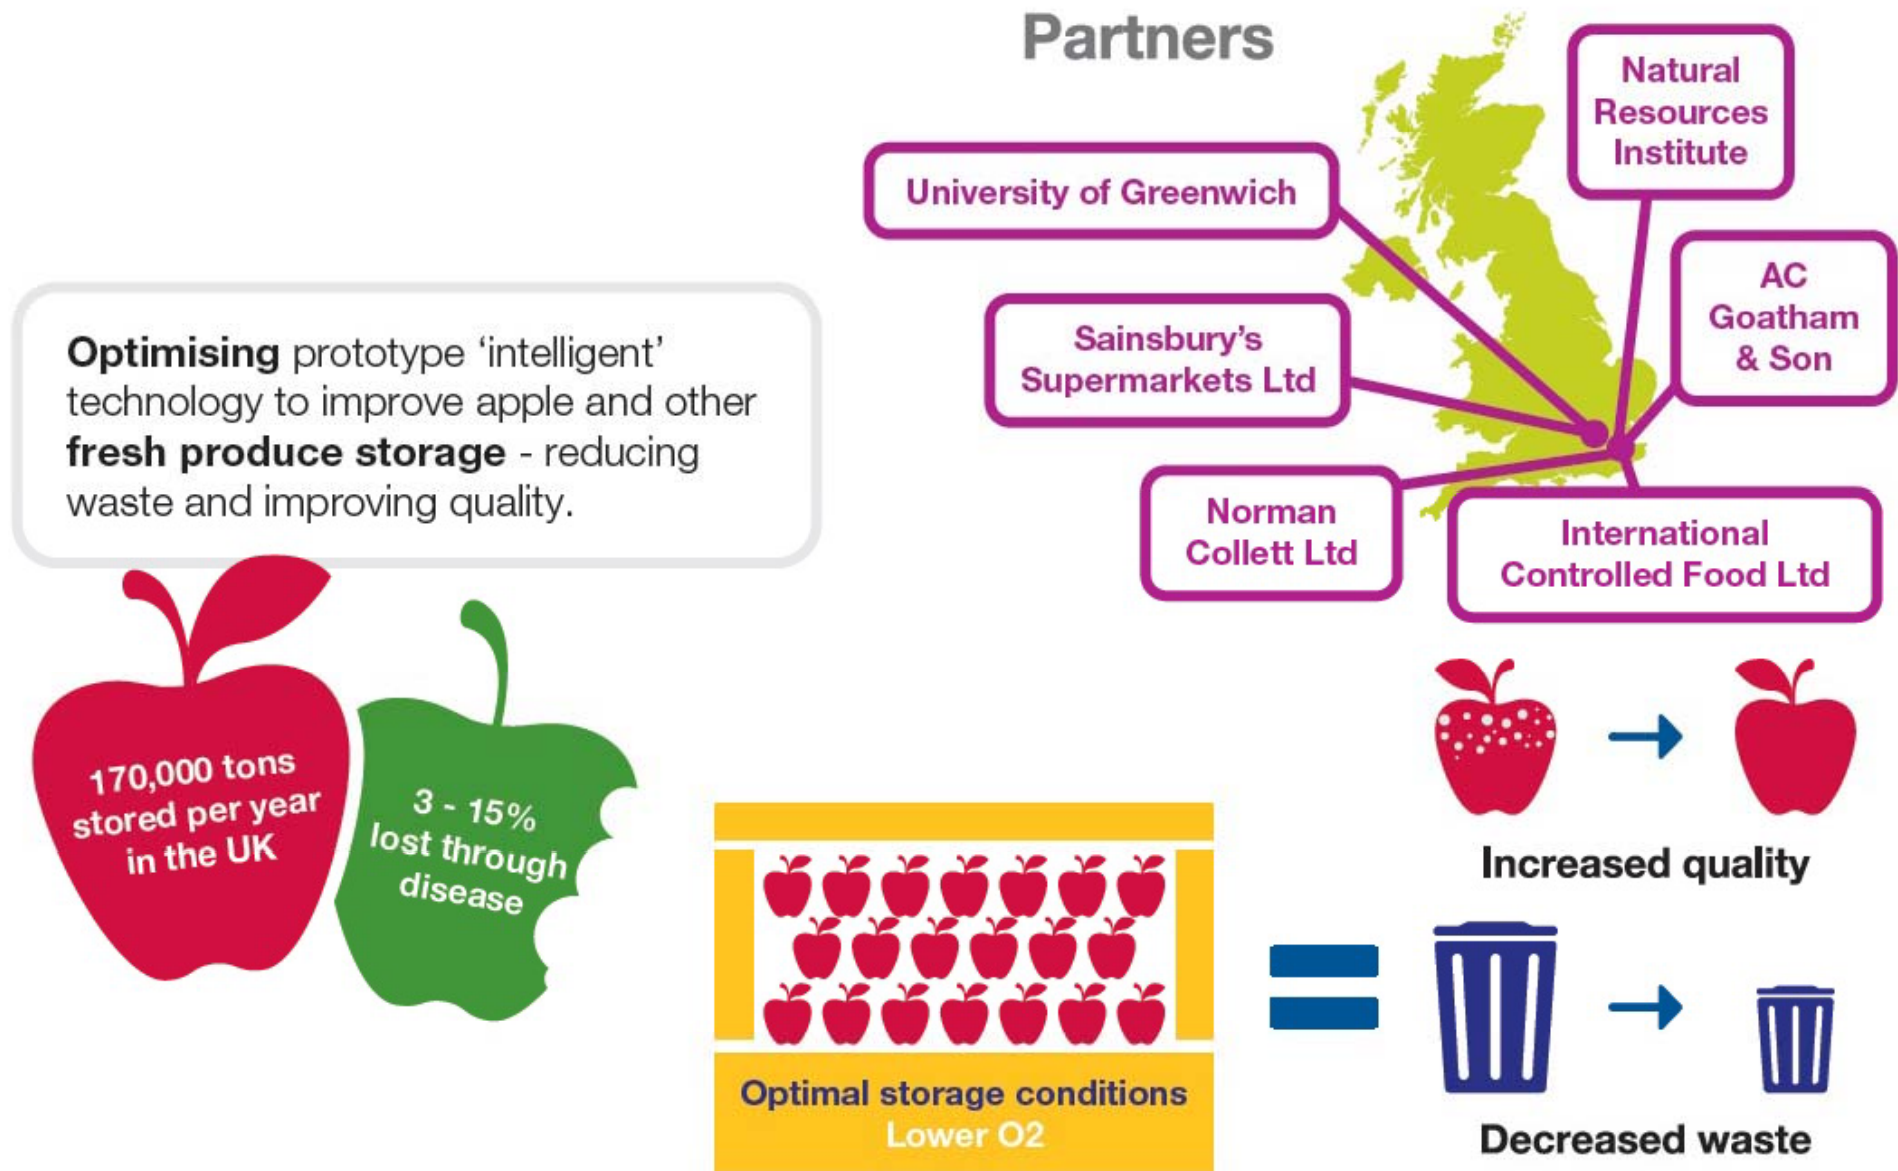 Partners
Natural
Resources
Institute
University of Greenwich
AC
Goatham
& Son
Sainsbury's
Supermarkets Ltd
Norman
Collett Ltd
International
Controlled Food Ltd
Optimising prototype ‘intelligent’
technology to improve apple and other
fresh produce storage - reducing
waste and improving quality.
170,000 tons
stored per year
in the UK
3 - 15%
lost through
disease
Optimal storage conditions
Lower O2
Increased quality
Decreased waste